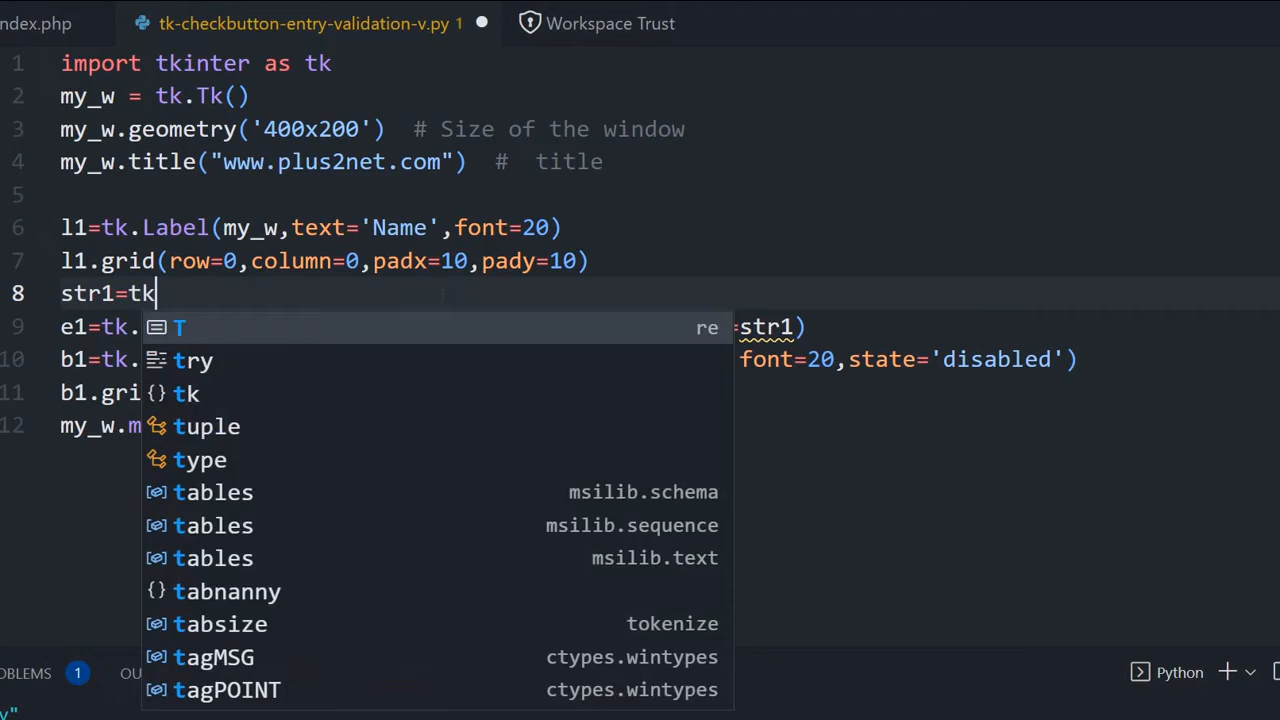 ndex.php tk-checkbutton-entry-validation-v.py 1 Workspace Trust
1 import tkinter as tk
2 my_w = tk.Tk()
3 my_w.geometry('400x200')  # Size of the window
4 my_w.title("www.plus2net.com")  #  title
5
6 l1=tk.Label(my_w,text='Name',font=20)
7 l1.grid(row=0,column=0,padx=10,pady=10)
8 str1=tk
9 e1=tk. =str1)
10 b1=tk. font=20,state='disabled')
11 b1.gri
12 my_w.m
T re
try
{} tk
tuple
type
tables msilib.schema
tables msilib.sequence
tables msilib.text
{} tabnanny
tabsize tokenize
tagMSG ctypes.wintypes
tagPOINT ctypes.wintypes
OBLEMS 1 OU Python
y"